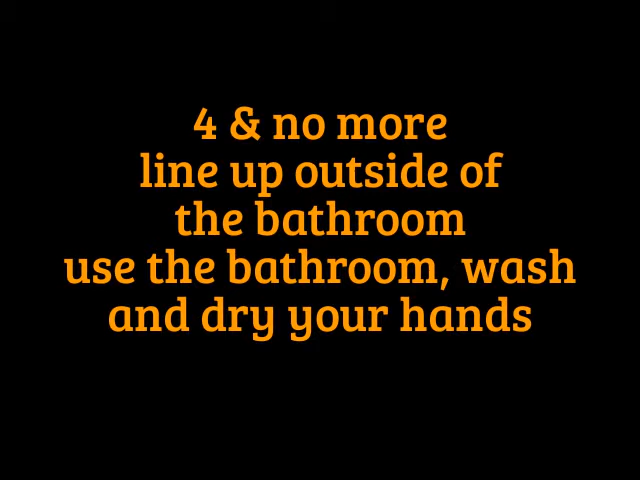 4 & no more
line up outside of
the bathroom
use the bathroom, wash
and dry your hands